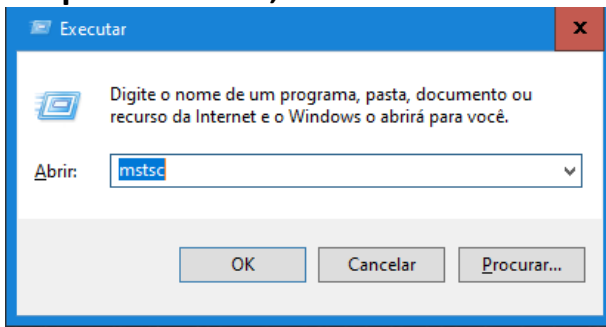 Executar
x
Digite o nome de um programa, pasta, documento ou
recurso da Internet e o Windows o abrirá para você.
Abrir: mstsc
OK Cancelar Procurar...